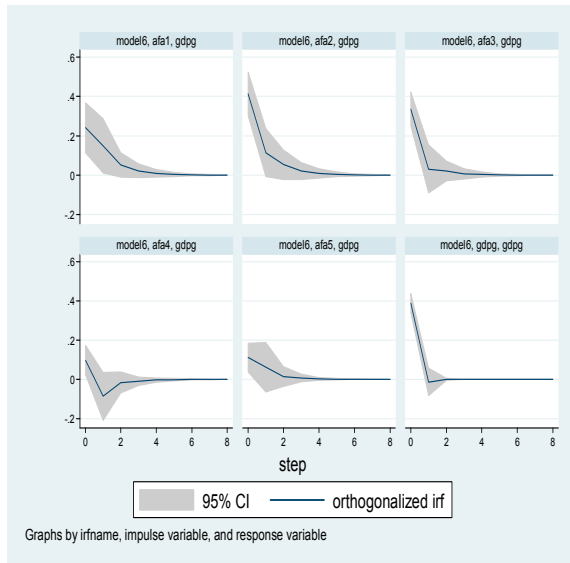 model6, afa1, gdpg
model6, afa2, gdpg
model6, afa3, gdpg
.6
.4
.2
0
-.2
model6, afa4, gdpg
model6, afa5, gdpg
model6, gdpg, gdpg
.6
.4
.2
0
-.2
0 2 4 6 8
0 2 4 6 8
0 2 4 6 8
step
95% CI
orthogonalized irf
Graphs by irfname, impulse variable, and response variable